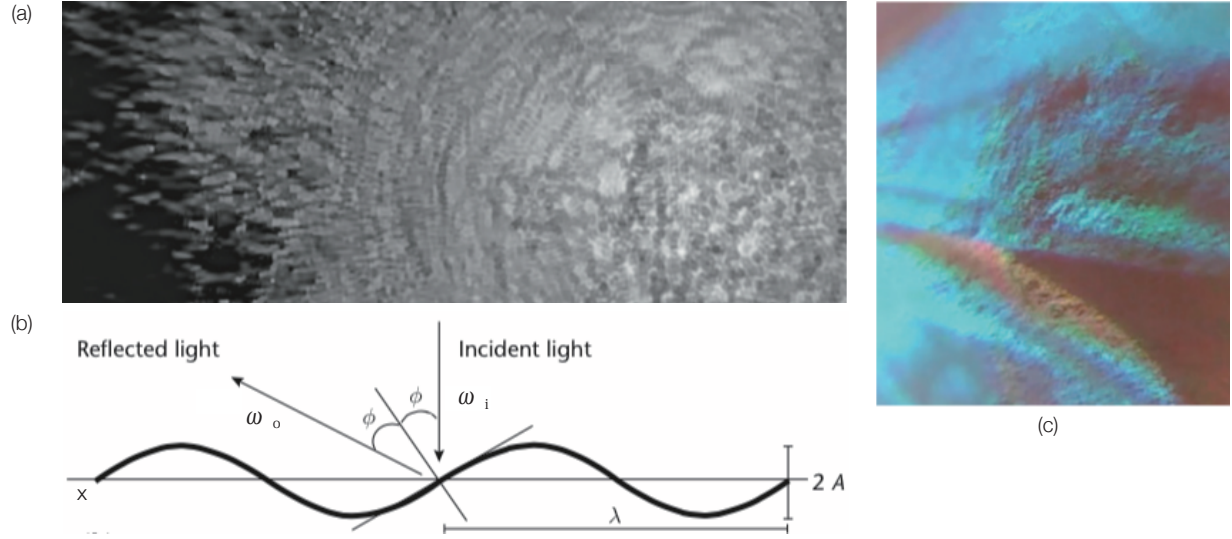 (a)
(b)
Reflected light
Incident light
ϕ
ϕ
ω i
ω o
x
2 A
λ
(c)